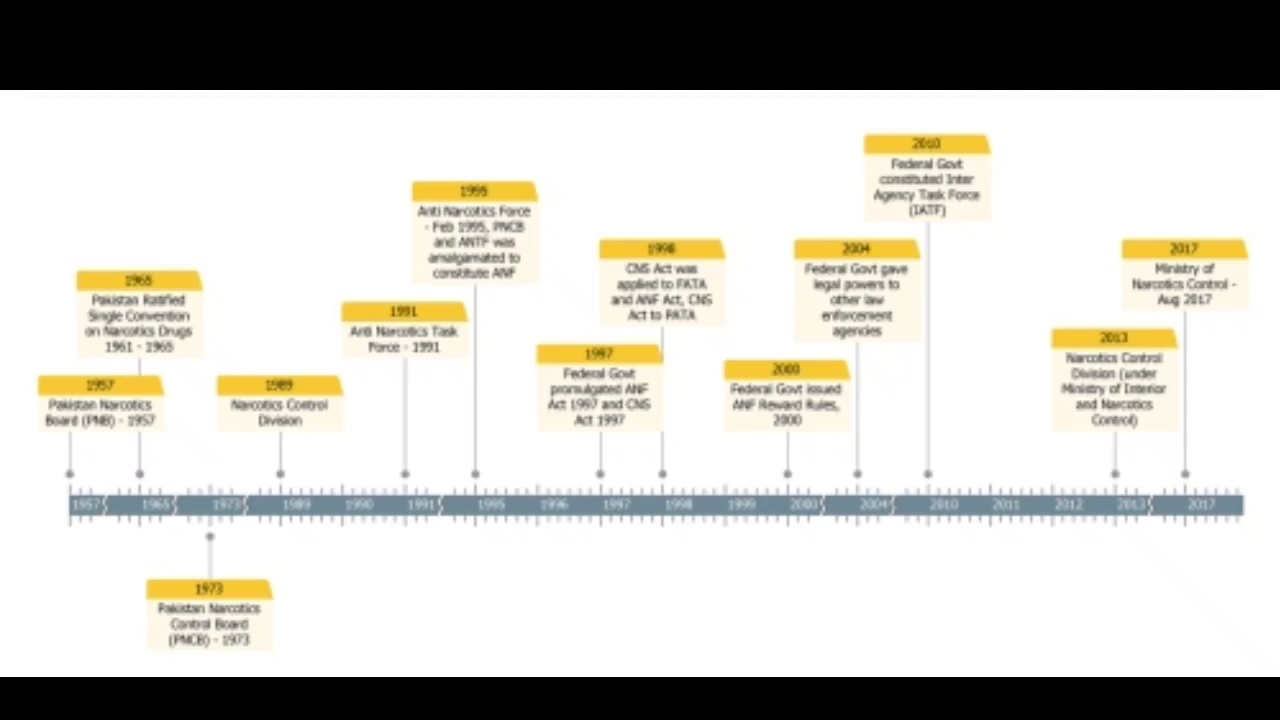 2010
Federal Govt
constituted Inter
Agency Task Force
(IATF)
1995
Anti Narcotics Force
- Feb 1995, PNCB
and ANTF was
amalgamated to
constitute ANF
1998
CNS Act was
applied to FATA
and ANF Act, CNS
Act to PATA
2004
Federal Govt gave
legal powers to
other law
enforcement
agencies
2017
Ministry of
Narcotics Control -
Aug 2017
1965
Pakistan Ratified
Single Convention
on Narcotics Drugs
1961 - 1965
1991
Anti Narcotics Task
Force - 1991
2013
Narcotics Control
Division (under
Ministry of Interior
and Narcotics
Control)
1997
Federal Govt
promulgated ANF
Act 1997 and CNS
Act 1997
2000
Federal Govt issued
ANF Reward Rules,
2000
1957
Pakistan Narcotics
Board (PNB) - 1957
1989
Narcotics Control
Division
1957 1965 1973 1989 1990 1991 1995 1996 1997 1998 1999 2000 2004 2010 2011 2012 2013 2017
1973
Pakistan Narcotics
Control Board
(PNCB) - 1973